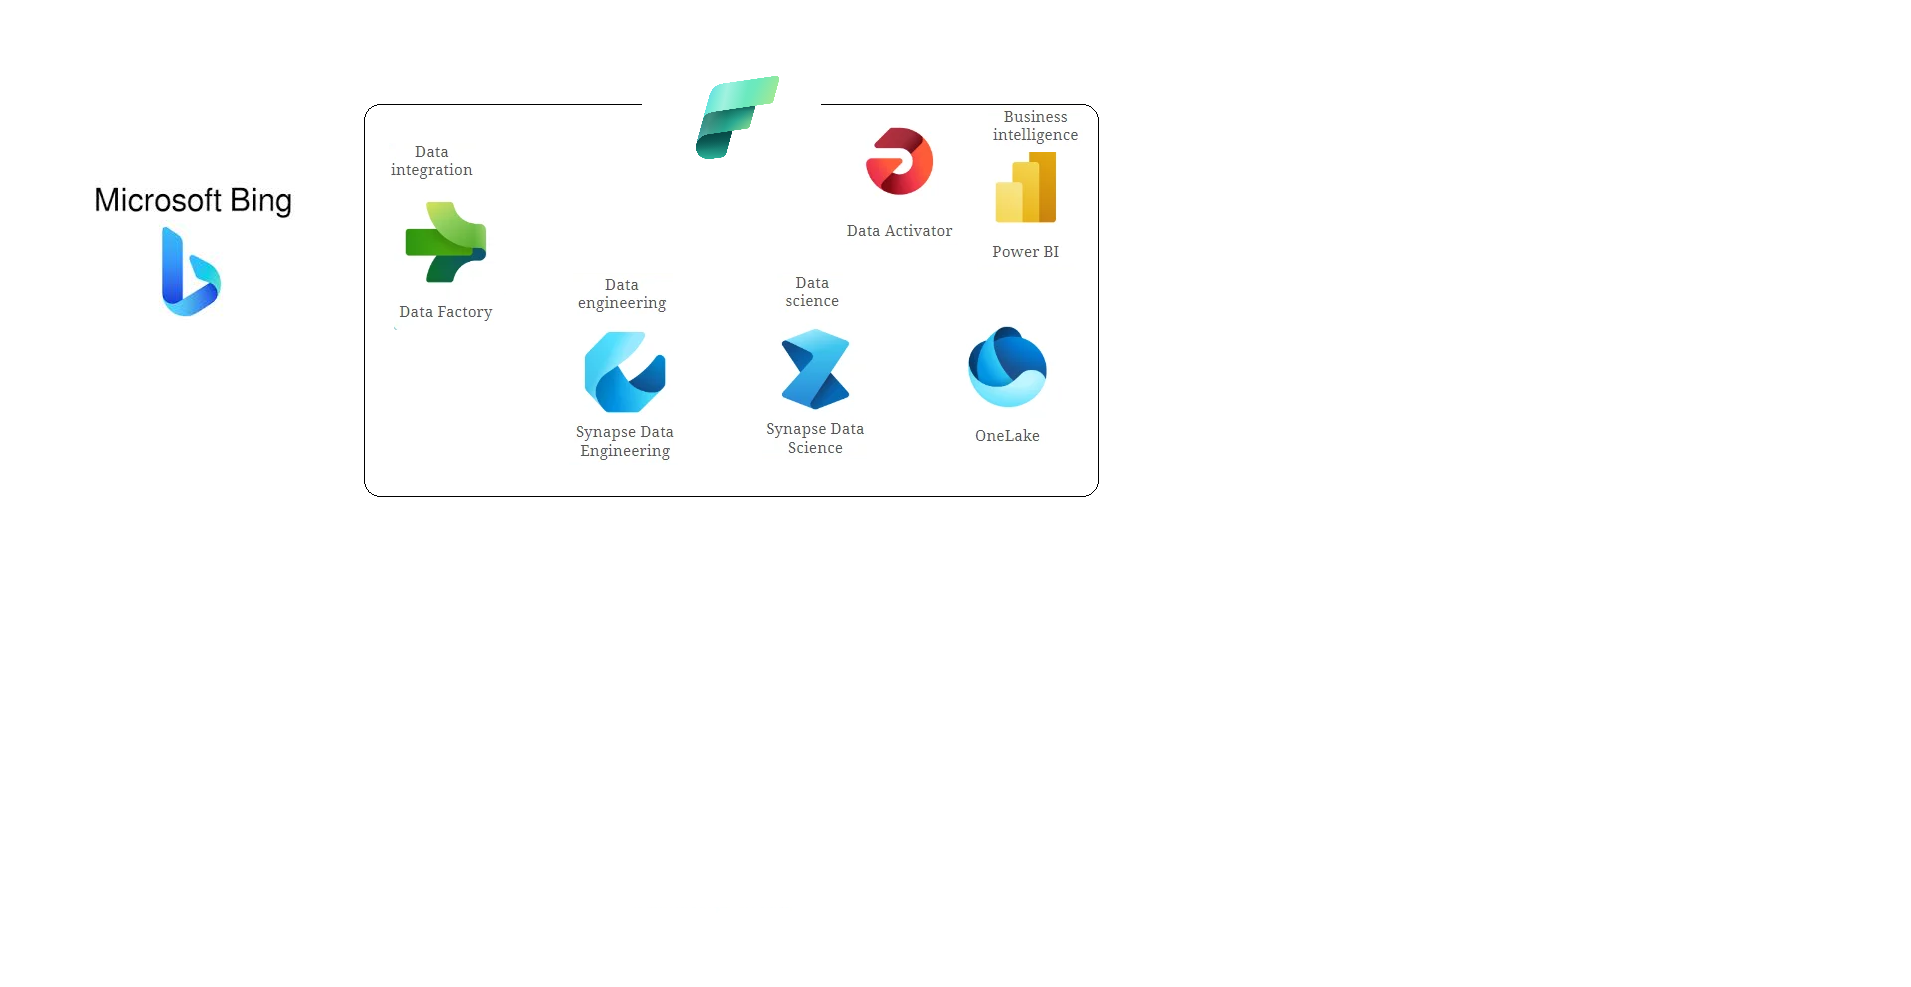 Microsoft Bing
Data
integration
Data Factory
Data
engineering
Synapse Data
Engineering
Data
science
Synapse Data
Science
Data Activator
Business
intelligence
Power BI
OneLake